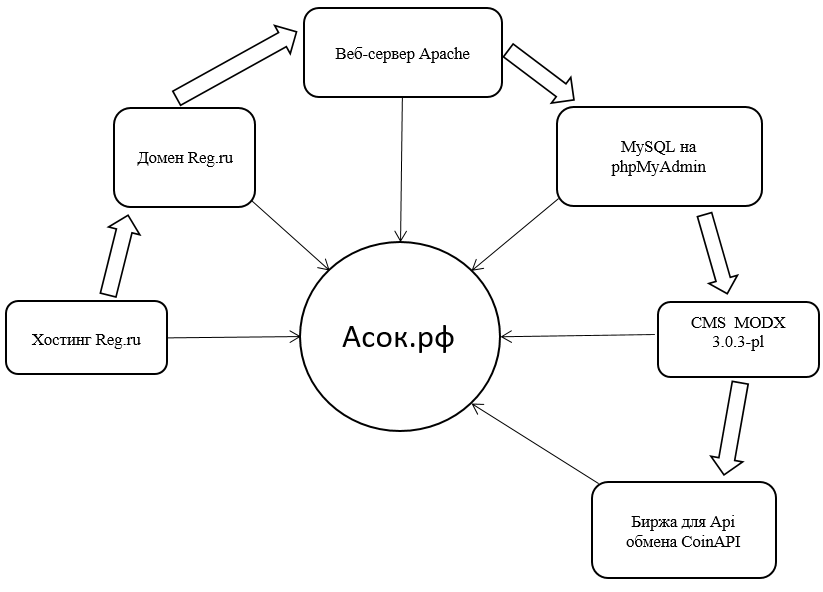 Веб-сервер Apache
Домен Reg.ru
MySQL на
phpMyAdmin
Хостинг Reg.ru
Асок.рф
CMS MODX
3.0.3-pl
Биржа для Api
обмена CoinAPI